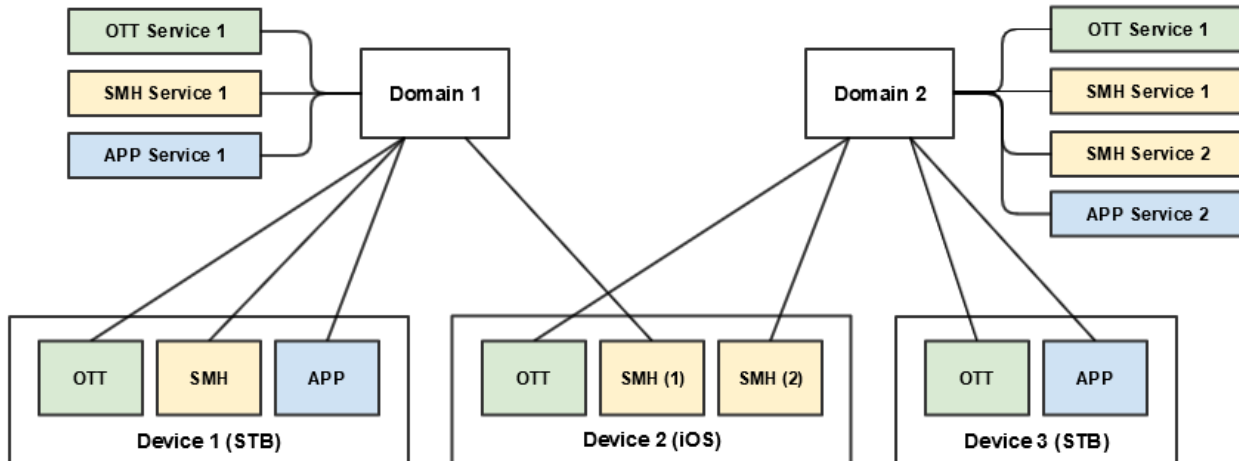 OTT Service 1
SMH Service 1
APP Service 1
Domain 1
Domain 2
OTT Service 1
SMH Service 1
SMH Service 2
APP Service 2
OTT
SMH
APP
Device 1 (STB)
OTT
SMH (1)
SMH (2)
Device 2 (iOS)
OTT
APP
Device 3 (STB)